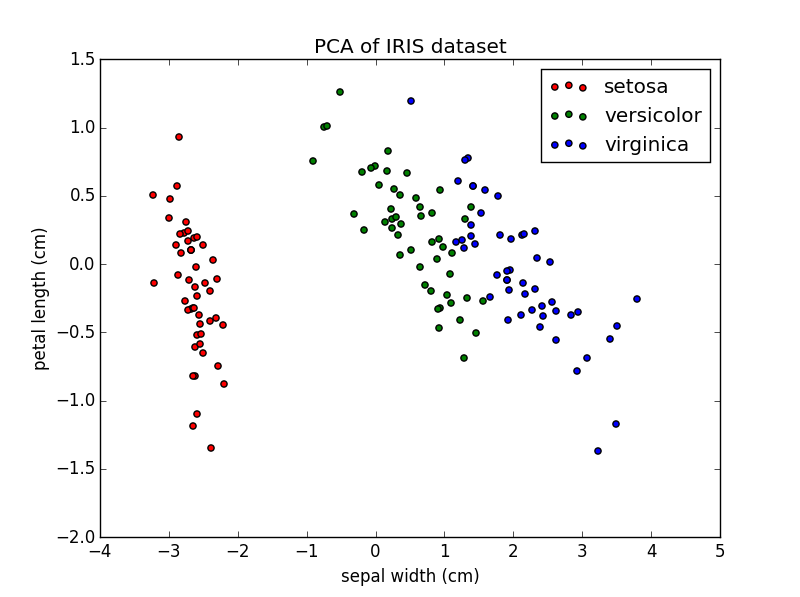 PCA of IRIS dataset
setosa
versicolor
virginica
1.5
1.0
0.5
0.0
−0.5
−1.0
−1.5
−2.0
petal length (cm)
−4 −3 −2 −1 0 1 2 3 4 5
sepal width (cm)